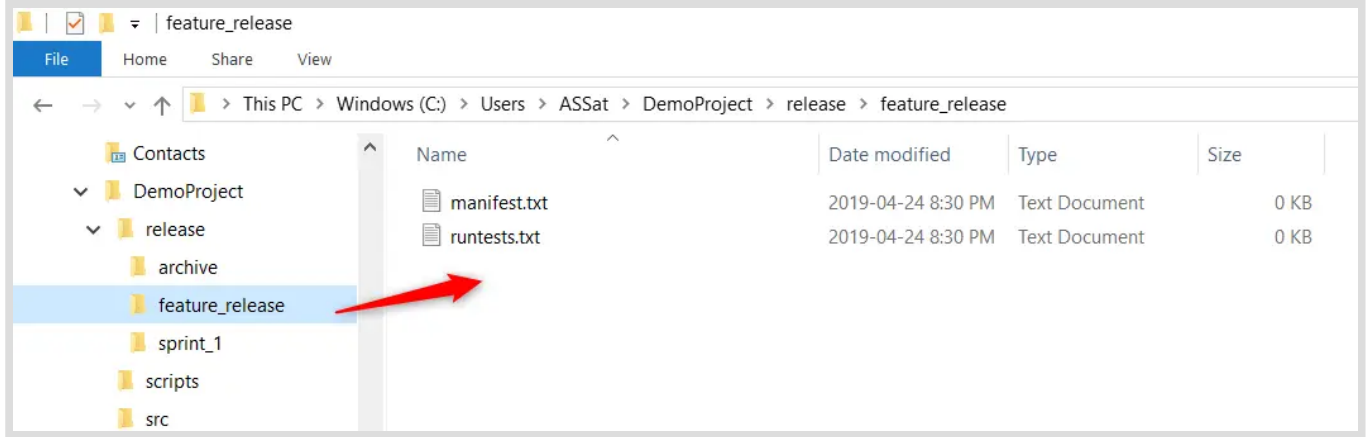 feature_release
File Home Share View
This PC > Windows (C:) > Users > ASSat > DemoProject > release > feature_release
Contacts
DemoProject
release
archive
feature_release
sprint_1
scripts
src
Name Date modified Type Size
manifest.txt 2019-04-24 8:30 PM Text Document 0 KB
runtests.txt 2019-04-24 8:30 PM Text Document 0 KB